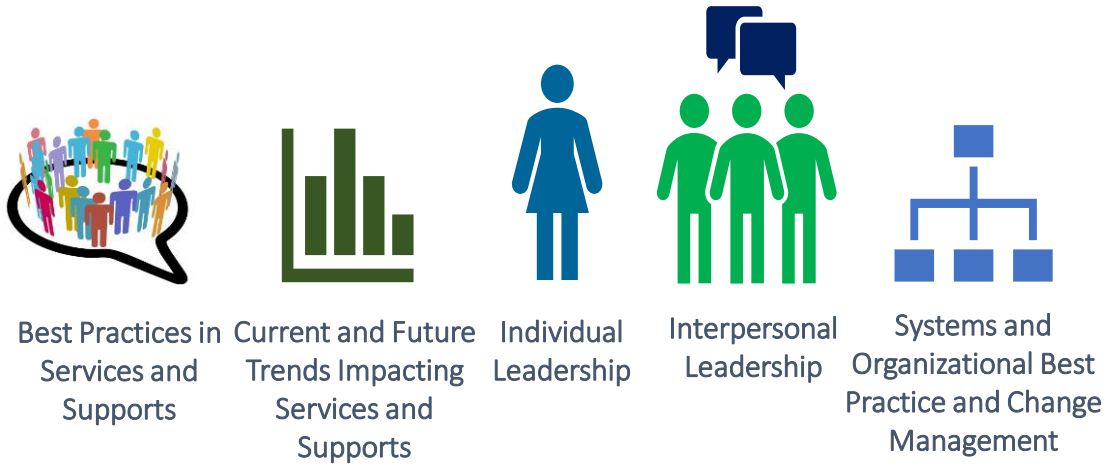 Best Practices in
Services and
Supports
Current and Future
Trends Impacting
Services and
Supports
Individual
Leadership
Interpersonal
Leadership
Systems and
Organizational Best
Practice and Change
Management